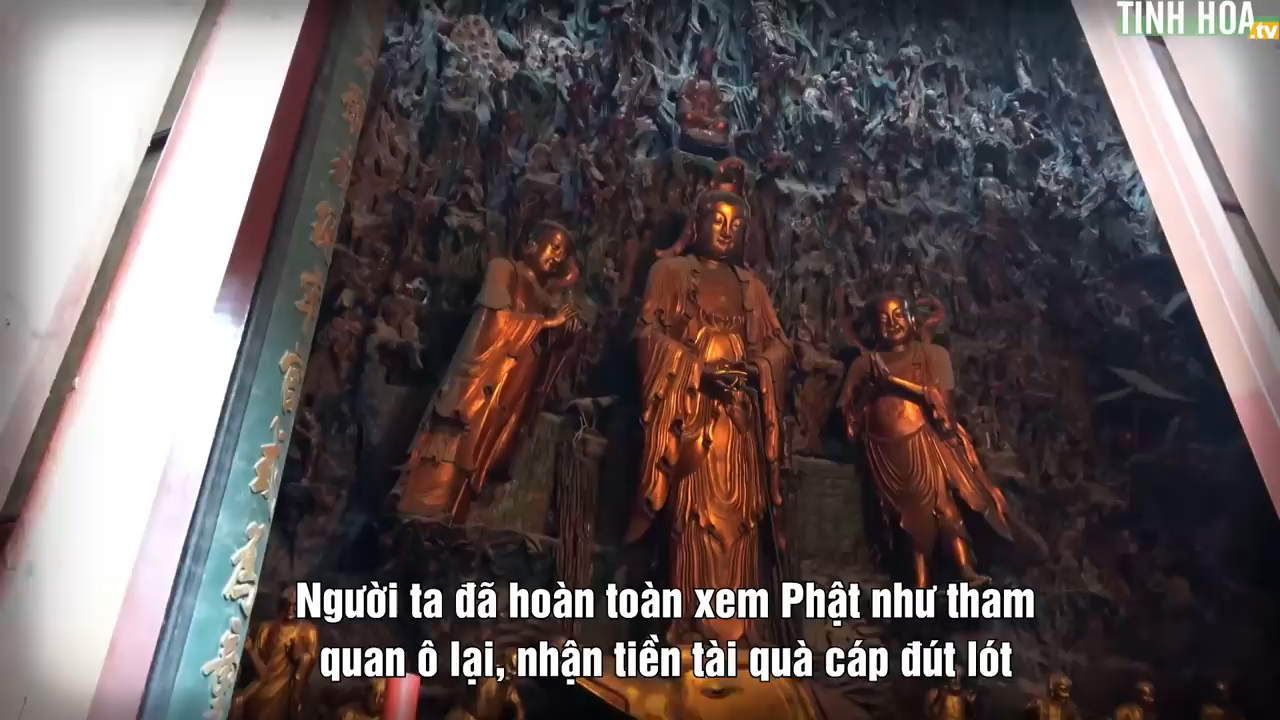 TINH HOA
.tv
Người ta đã hoàn toàn xem Phật như tham
quan ô lại, nhận tiền tài quà cáp đút lót